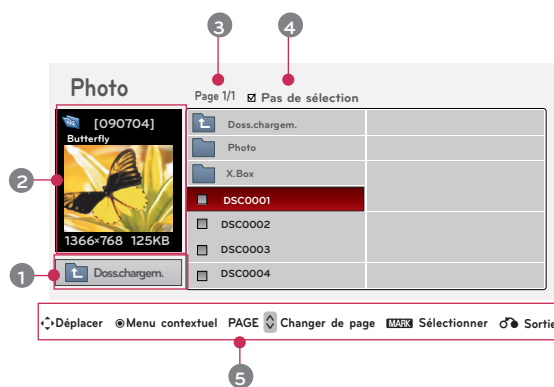 3
4
Photo
Page 1/1
Pas de sélection
[090704]
Butterfly
1366×768 125KB
Doss.chargem.
Doss.chargem.
Photo
X.Box
DSC0001
DSC0002
DSC0003
DSC0004
2
1
Déplacer Menu contextuel PAGE Changer de page MARK Sélectionner Sortie
5